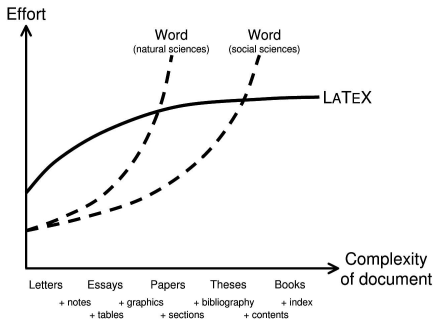 Effort
Word
(natural sciences)
Word
(social sciences)
LATEX
Complexity
of document
Letters Essays Papers Theses Books
+ notes + graphics + bibliography + index
+ tables + sections + contents